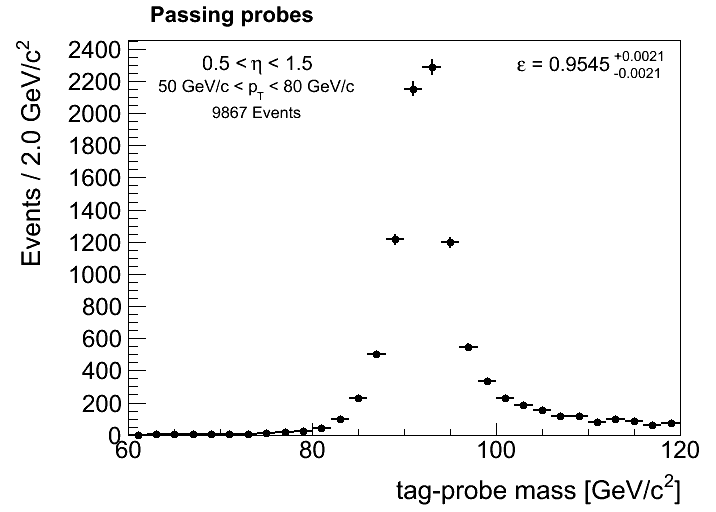 Passing probes
0.5 < η < 1.5
50 GeV/c < p_T < 80 GeV/c
9867 Events
ε = 0.9545 +0.0021 -0.0021
Events / 2.0 GeV/c²
2400
2200
2000
1800
1600
1400
1200
1000
800
600
400
200
0
60 80 100 120
tag-probe mass [GeV/c²]